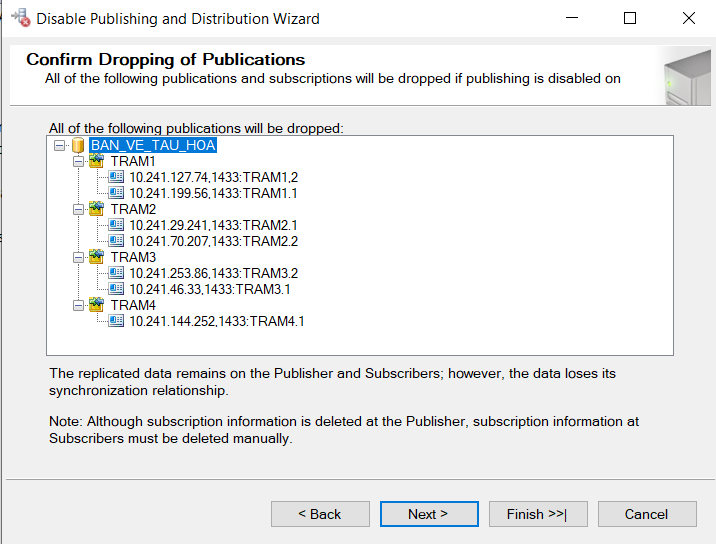 Disable Publishing and Distribution Wizard
Confirm Dropping of Publications
All of the following publications and subscriptions will be dropped if publishing is disabled on
All of the following publications will be dropped:
BAN_VE_TAU_HOA
TRAM1
10.241.127.74,1433:TRAM1,2
10.241.199.56,1433:TRAM1.1
TRAM2
10.241.29.241,1433:TRAM2.1
10.241.70.207,1433:TRAM2.2
TRAM3
10.241.253.86,1433:TRAM3.2
10.241.46.33,1433:TRAM3.1
TRAM4
10.241.144.252,1433:TRAM4.1
The replicated data remains on the Publisher and Subscribers; however, the data loses its
synchronization relationship.
Note: Although subscription information is deleted at the Publisher, subscription information at
Subscribers must be deleted manually.
< Back
Next >
Finish >>|
Cancel